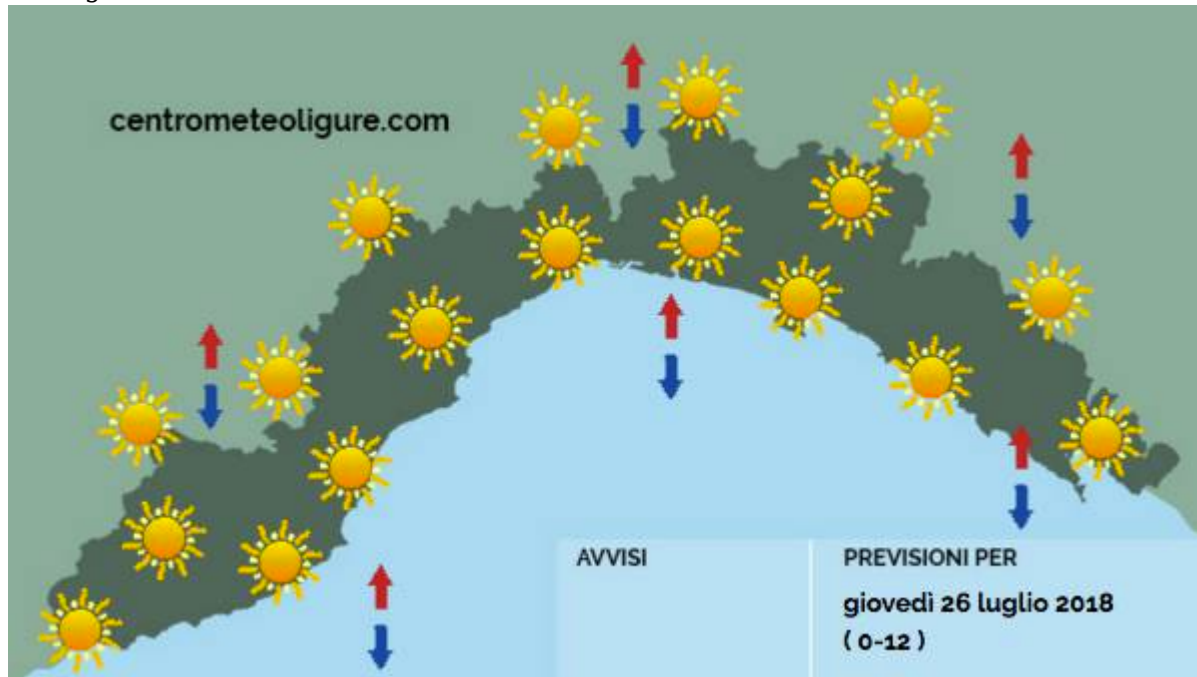 centrometeoligure.com
AVVISI
PREVISIONI PER
giovedì 26 luglio 2018
( 0-12 )